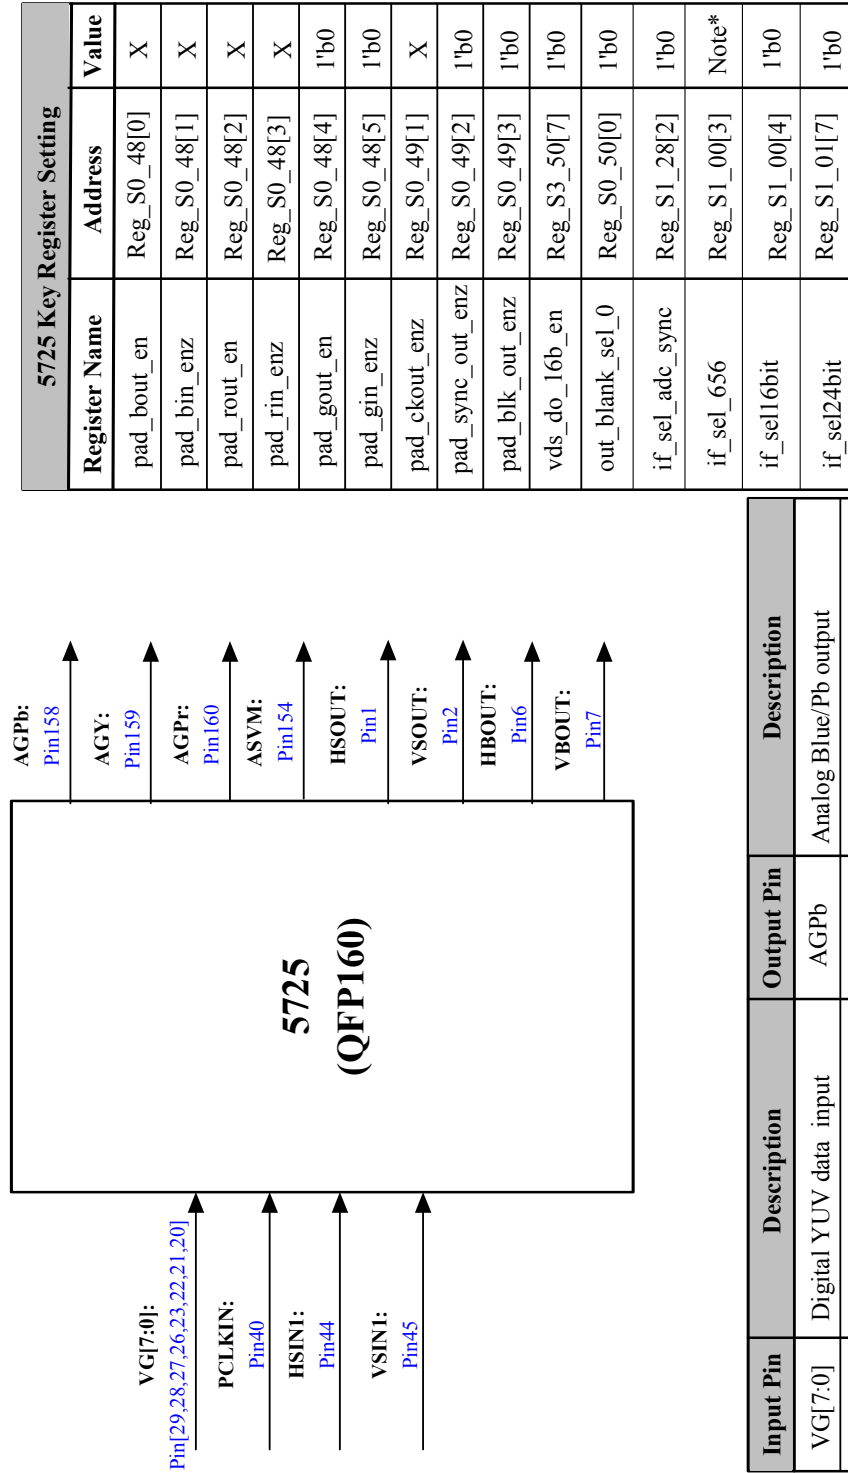 VG[7:0]:
Pin[29,28,27,26,23,22,21,20]
PCLKIN:
Pin40
HSIN1:
Pin44
VSIN1:
Pin45
5725
(QFP160)
AGPb:
Pin158
AGY:
Pin159
AGPr:
Pin160
ASVM:
Pin154
HSOUT:
Pin1
VSOUT:
Pin2
HBOUT:
Pin6
VBOUT:
Pin7
5725 Key Register Setting
Register Name Address Value
pad_bout_en Reg_S0_48[0] X
pad_bin_enz Reg_S0_48[1] X
pad_rout_en Reg_S0_48[2] X
pad_rin_enz Reg_S0_48[3] X
pad_gout_en Reg_S0_48[4] 1'b0
pad_gin_enz Reg_S0_48[5] 1'b0
pad_ckout_enz Reg_S0_49[1] X
pad_sync_out_enz Reg_S0_49[2] 1'b0
pad_blk_out_enz Reg_S0_49[3] 1'b0
vds_do_16b_en Reg_S3_50[7] 1'b0
out_blank_sel_0 Reg_S0_50[0] 1'b0
if_sel_adc_sync Reg_S1_28[2] 1'b0
if_sel_656 Reg_S1_00[3] Note*
if_sel16bit Reg_S1_00[4] 1'b0
if_sel24bit Reg_S1_01[7] 1'b0
Input Pin Description Output Pin Description
VG[7:0] Digital YUV data input AGPb Analog Blue/Pb output